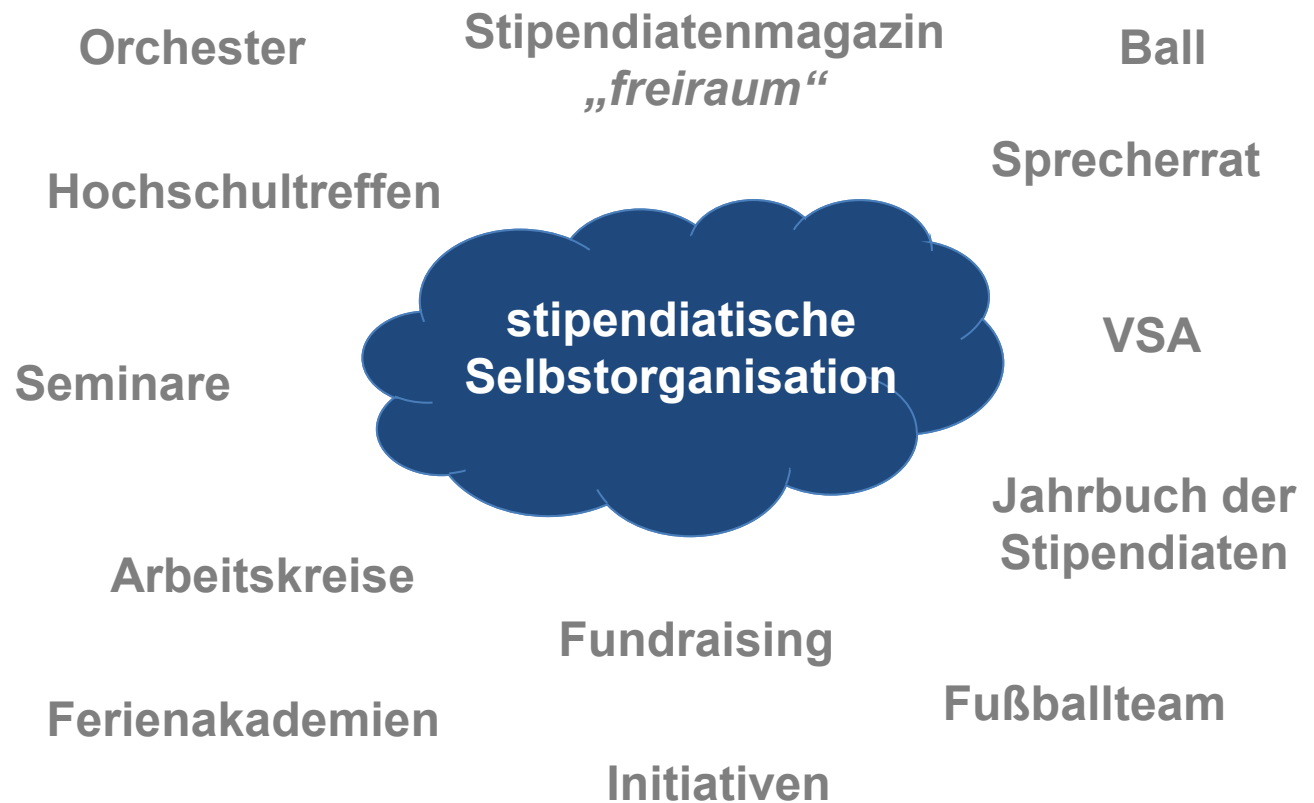 Orchester
Stipendiatenmagazin
„freiraum“
Ball
Sprecherrat
Hochschultreffen
stipendiatische
Selbstorganisation
VSA
Seminare
Jahrbuch der
Stipendiaten
Arbeitskreise
Fundraising
Fußballteam
Ferienakademien
Initiativen